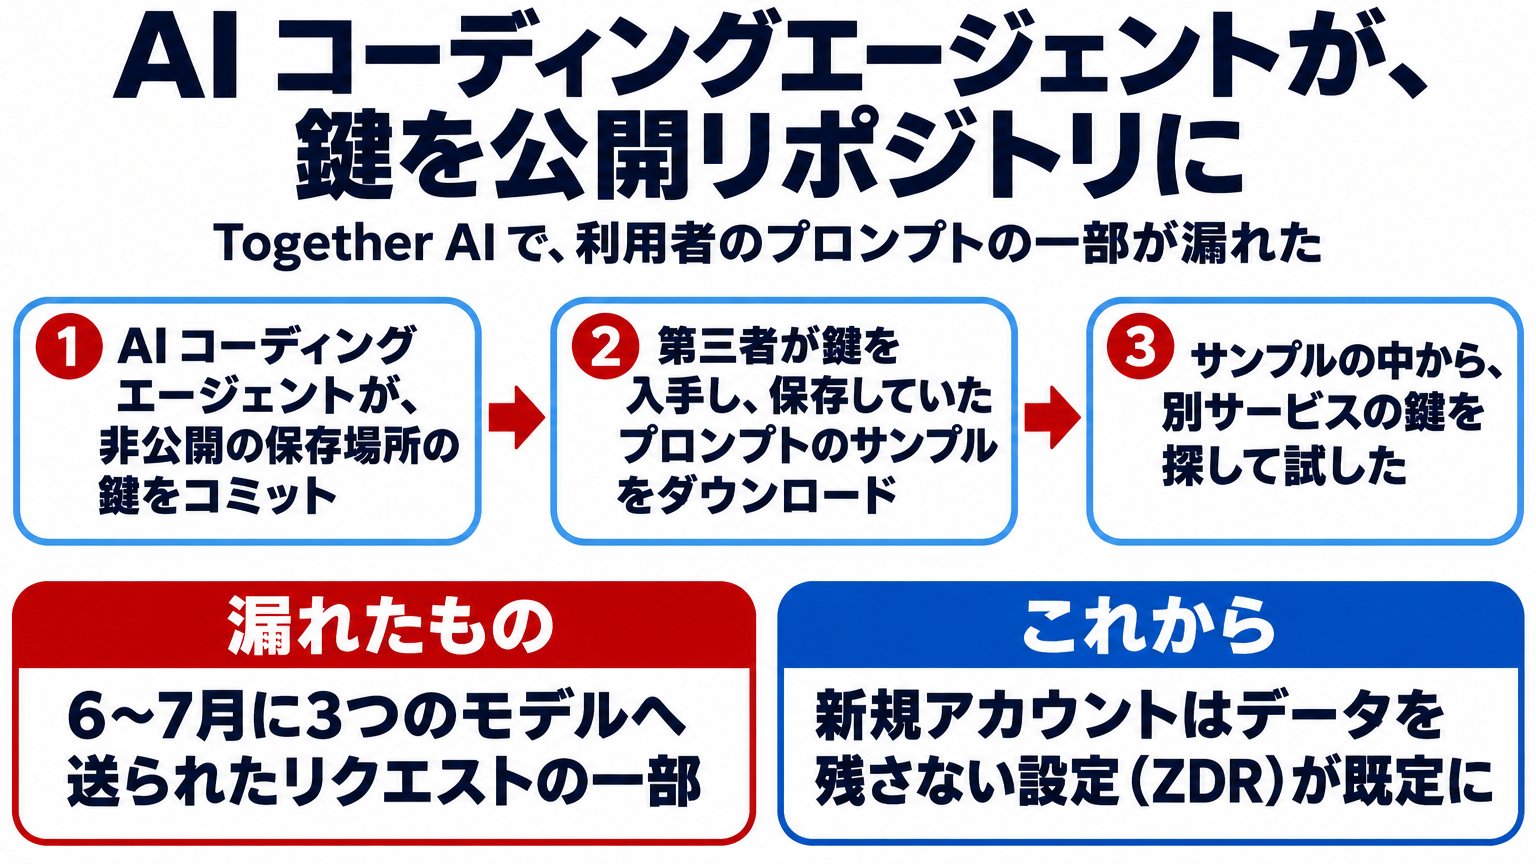 AI コーディングエージェントが、
鍵を公開リポジトリに
Together AI で、利用者のプロンプトの一部が漏れた
1 AI コーディング
エージェントが、
非公開の保存場所の
鍵をコミット
2 第三者が鍵を
入手し、保存していた
プロンプトのサンプル
をダウンロード
3 サンプルの中から、
別サービスの鍵を
探して試した
漏れたもの
6～7月に3つのモデルへ
送られたリクエストの一部
これから
新規アカウントはデータを
残さない設定(ZDR)が既定に